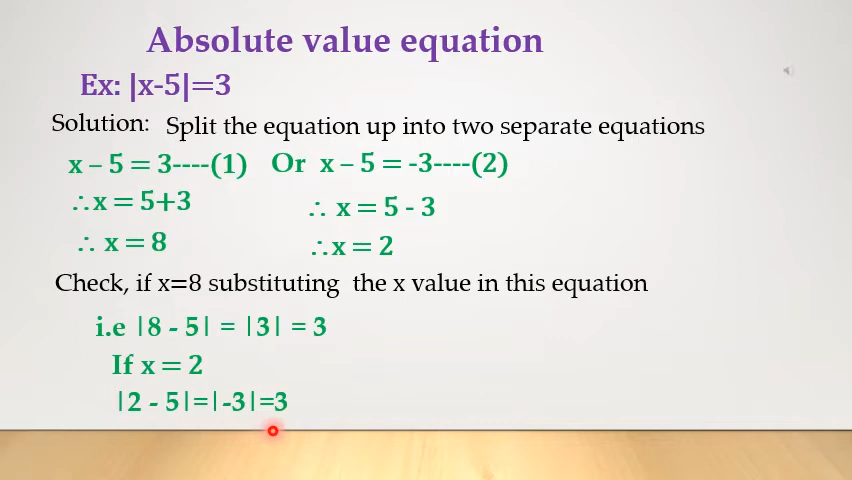 Absolute value equation
Ex: |x-5|=3
Solution: Split the equation up into two separate equations
x – 5 = 3----(1) Or x – 5 = -3----(2)
∴x = 5+3 ∴ x = 5 - 3
∴ x = 8 ∴x = 2
Check, if x=8 substituting the x value in this equation
i.e |8 - 5| = |3| = 3
If x = 2
|2 - 5|=|-3|=3